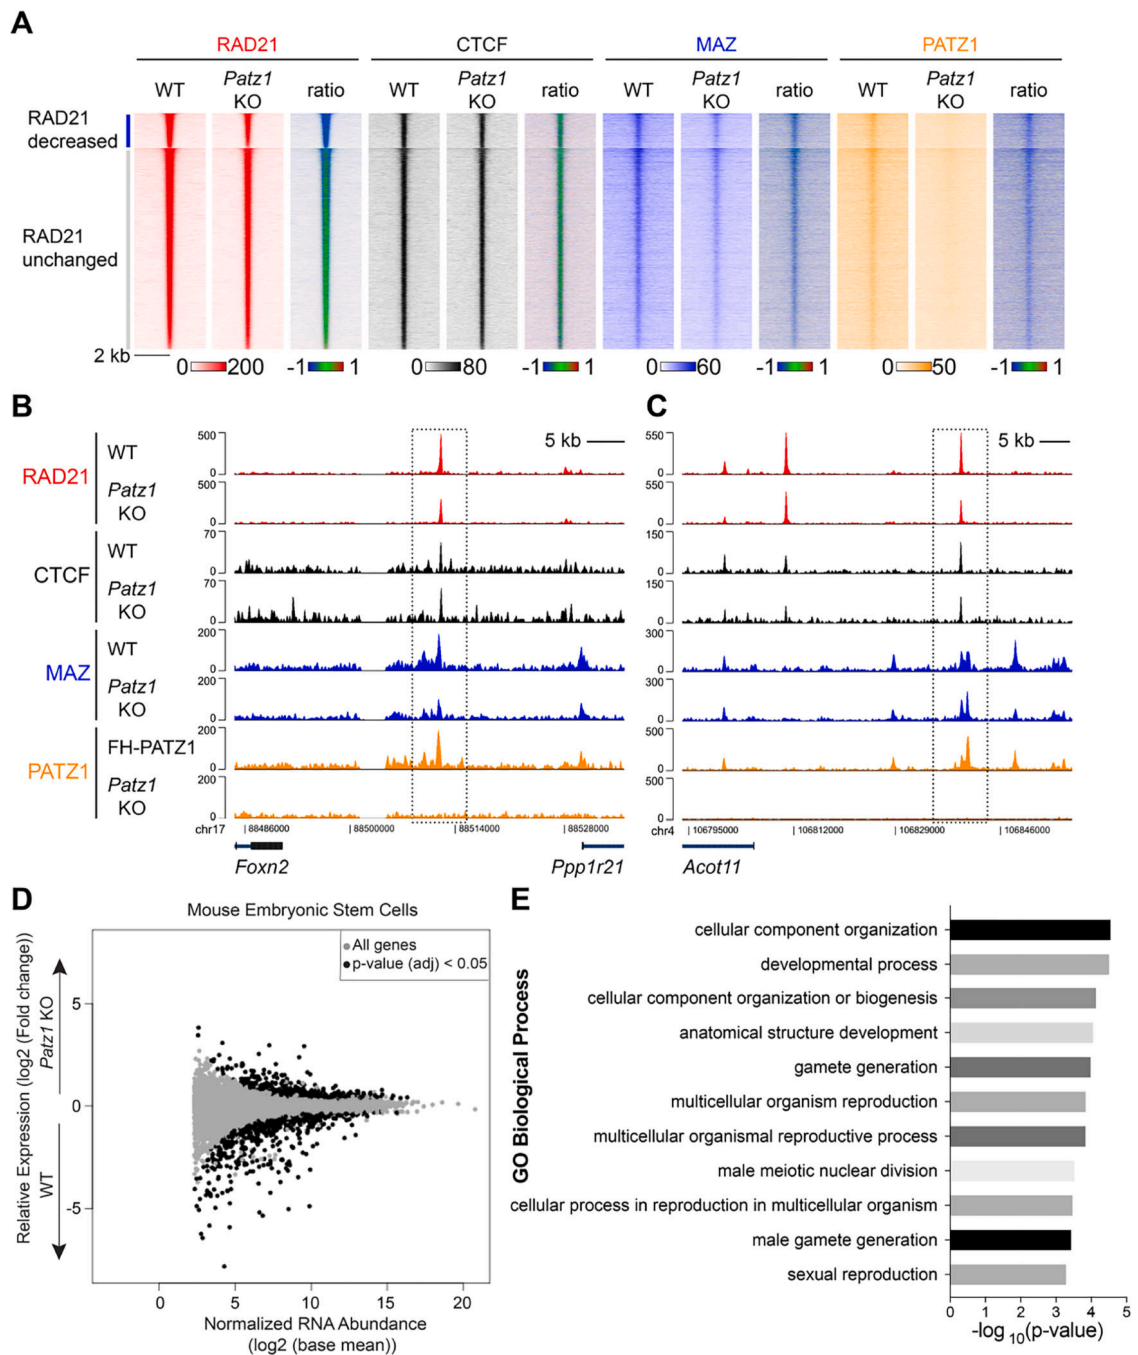 A
RAD21 CTCF MAZ PATZ1
WT Patz1 KO ratio WT Patz1 KO ratio WT Patz1 KO ratio WT Patz1 KO ratio
RAD21
decreased
RAD21
unchanged
2 kb
0 200 -1 1 0 80 -1 1 0 60 -1 1 0 50 -1 1
B
5 kb
RAD21
WT
500
0
Patz1
KO
500
0
CTCF
WT
70
0
Patz1
KO
70
0
MAZ
WT
200
0
Patz1
KO
200
0
PATZ1
FH-PATZ1
200
0
Patz1
KO
200
0
chr17 | 88486000 | 88500000 | 88514000 | 88528000
Foxn2 Ppp1r21
C
5 kb
550
0
550
0
150
0
150
0
300
0
300
0
500
0
500
0
chr4 | 106795000 | 106812000 | 106829000 | 106846000
Acot11
D
Mouse Embryonic Stem Cells
All genes
p-value (adj) < 0.05
Relative Expression (log2 (Fold change))
Patz1 KO
WT
5
0
-5
0 5 10 15 20
Normalized RNA Abundance
(log2 (base mean))
E
GO Biological Process
cellular component organization
developmental process
cellular component organization or biogenesis
anatomical structure development
gamete generation
multicellular organism reproduction
multicellular organismal reproductive process
male meiotic nuclear division
cellular process in reproduction in multicellular organism
male gamete generation
sexual reproduction
0 1 2 3 4 5
-log 10(p-value)